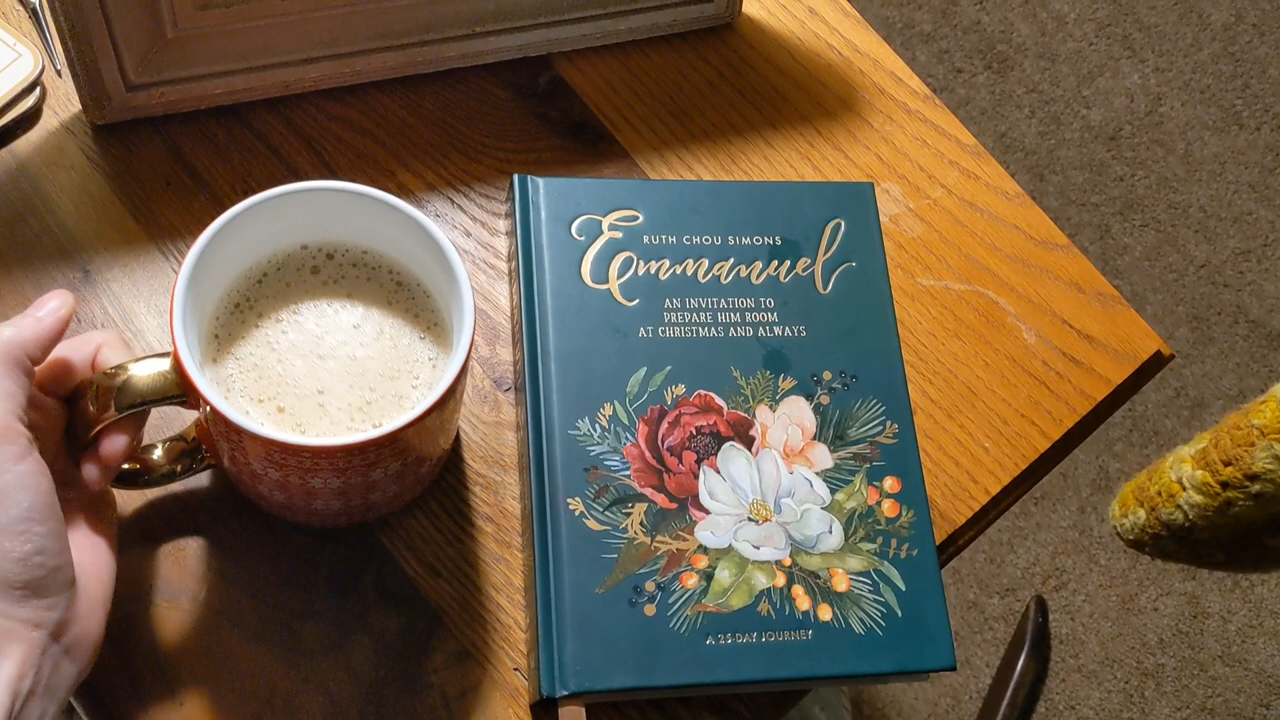 RUTH CHOU SIMONS
Emmanuel
AN INVITATION TO
PREPARE HIM ROOM
AT CHRISTMAS AND ALWAYS
A 25-DAY JOURNEY